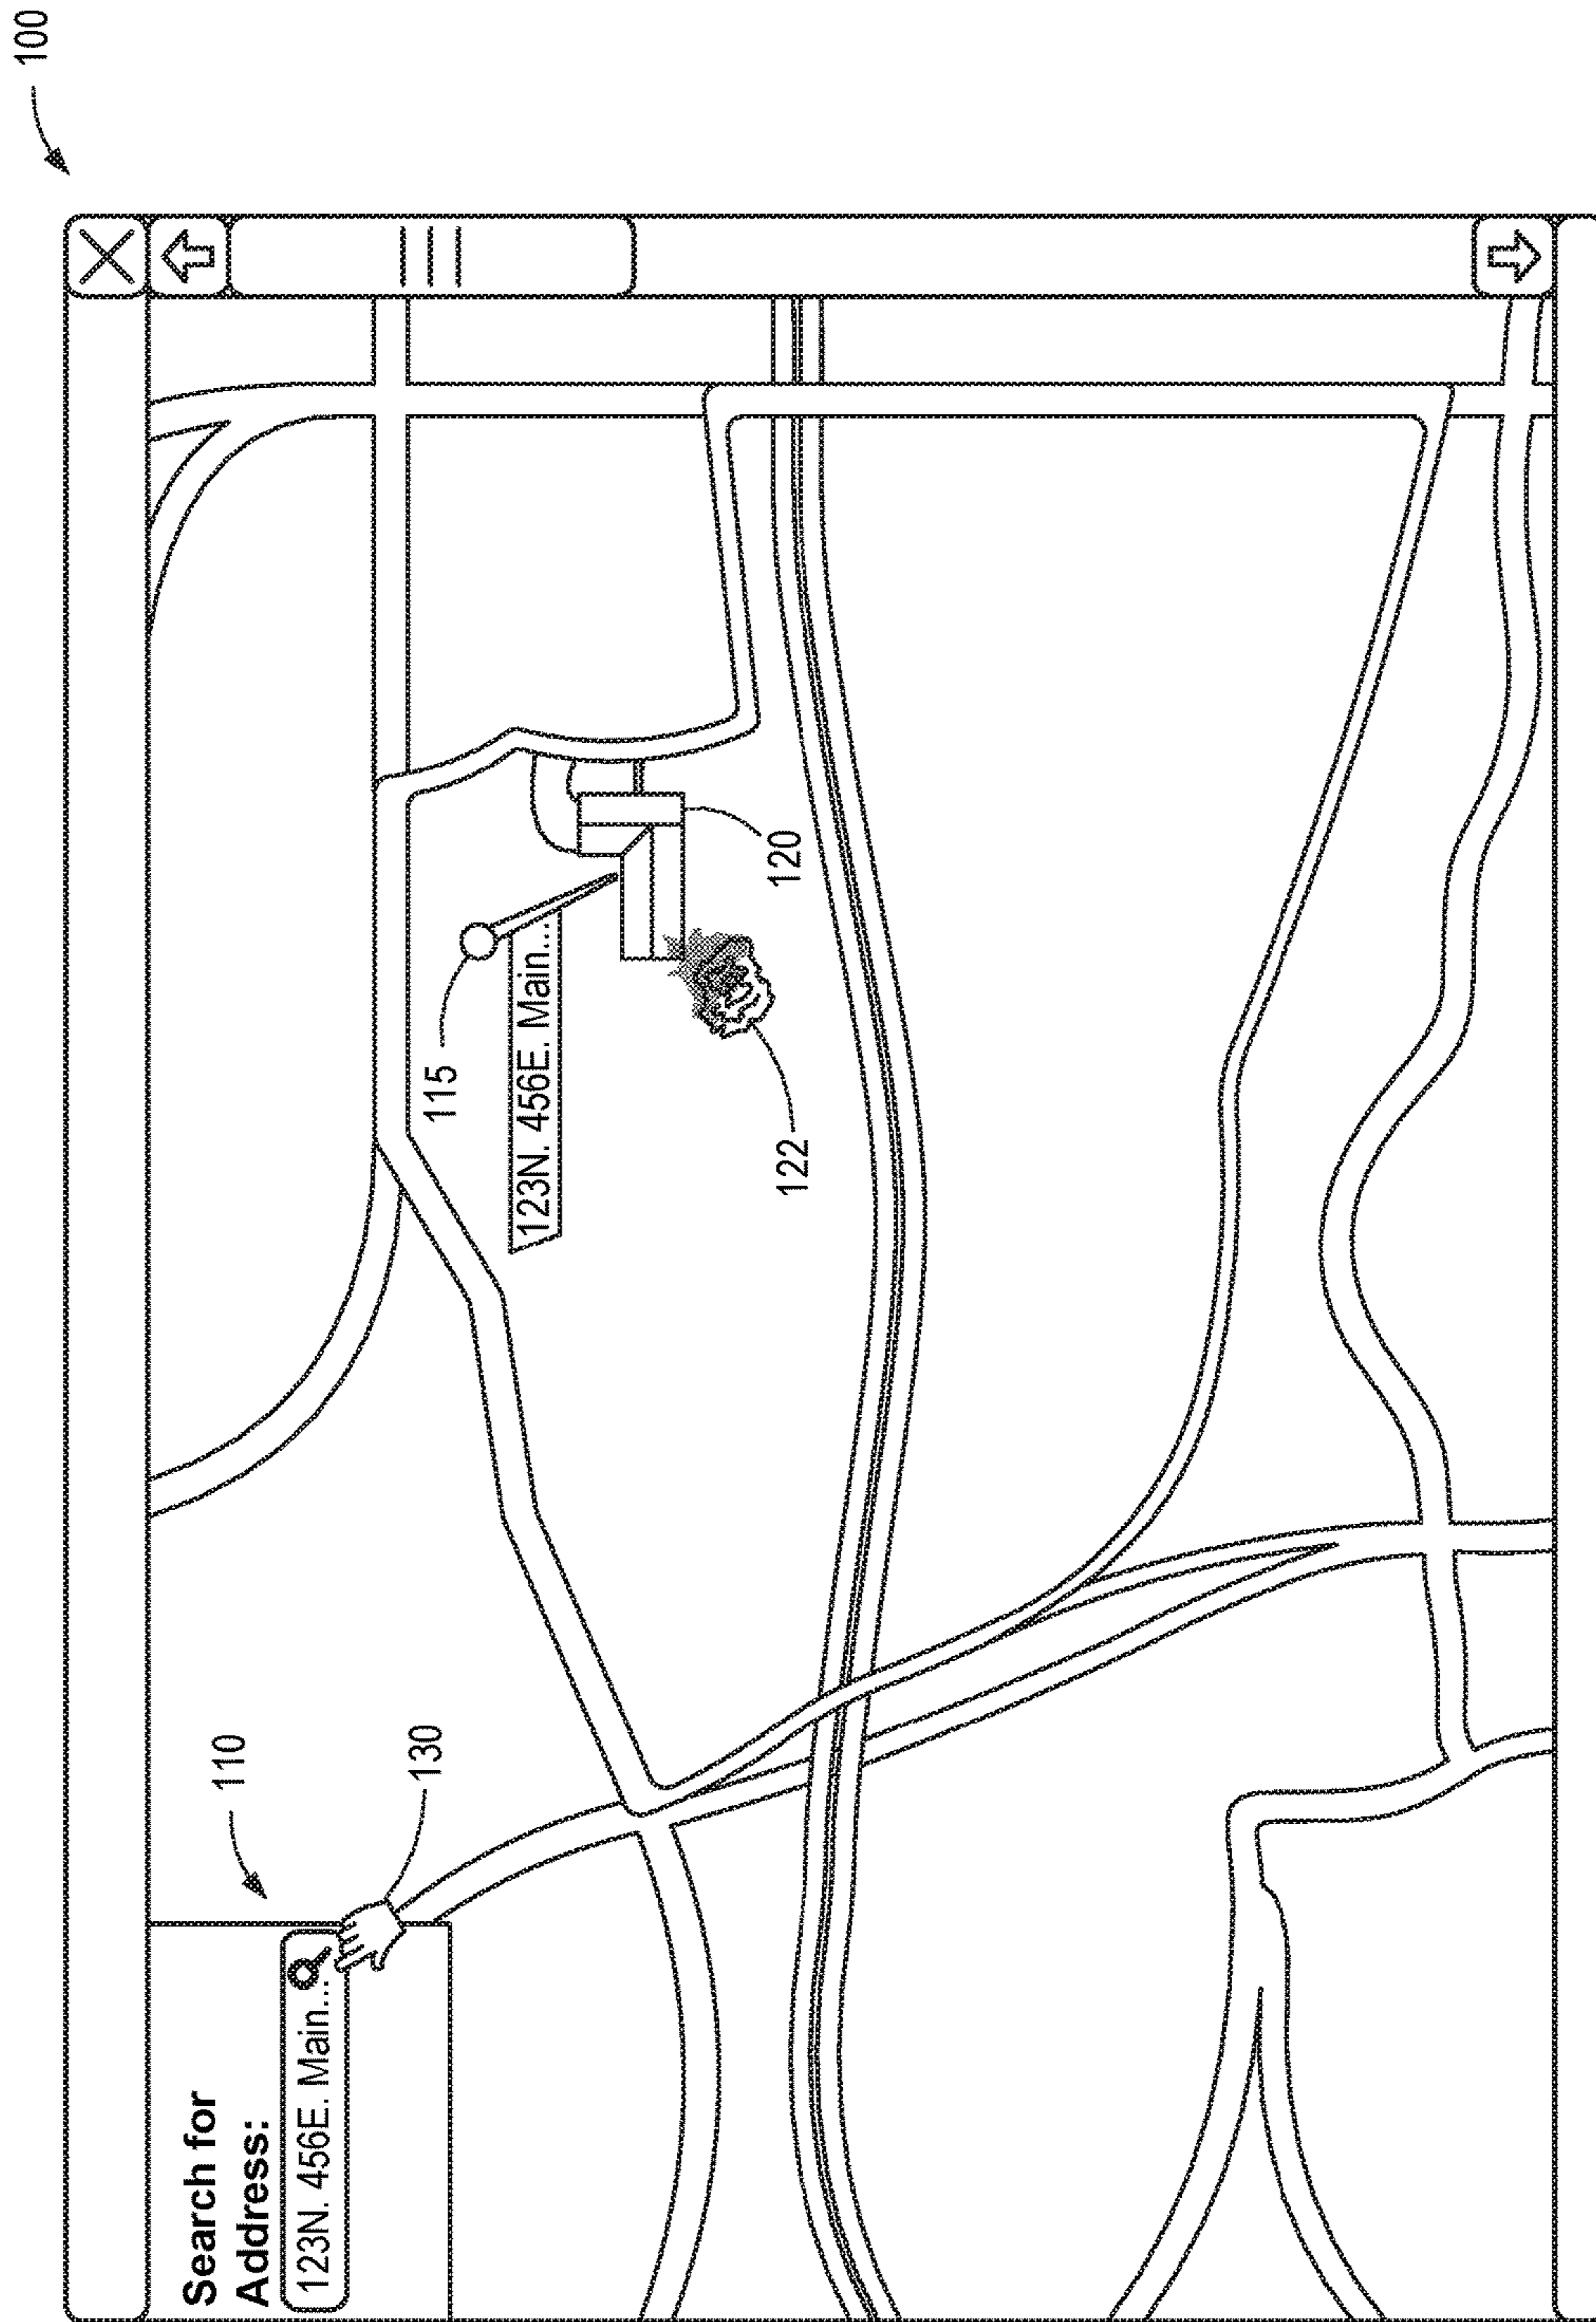 100
110
Search for
Address:
123N. 456E. Main...
130
115
123N. 456E. Main...
120
122